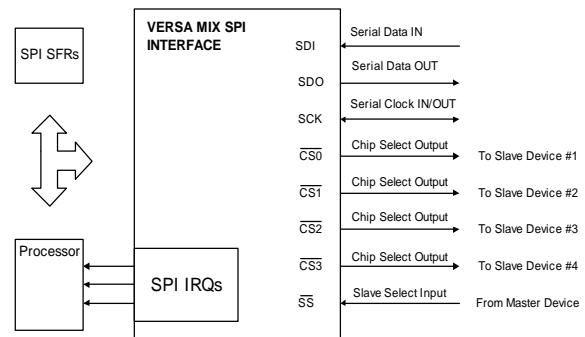 VERSA MIX SPI
INTERFACE
SPI SFRs
SDI
Serial Data IN
SDO
Serial Data OUT
SCK
Serial Clock IN/OUT
CS0
Chip Select Output
To Slave Device #1
CS1
Chip Select Output
To Slave Device #2
CS2
Chip Select Output
To Slave Device #3
CS3
Chip Select Output
To Slave Device #4
SS
Slave Select Input
From Master Device
Processor
SPI IRQs